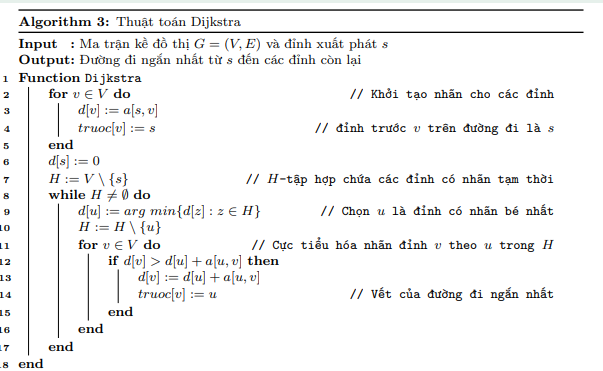 Algorithm 3: Thuật toán Dijkstra
Input : Ma trận kề đồ thị G = (V, E) và đỉnh xuất phát s
Output: Đường đi ngắn nhất từ s đến các đỉnh còn lại
1 Function Dijkstra
2 for v ∈ V do // Khởi tạo nhãn cho các đỉnh
3 d[v] := a[s, v]
4 truoc[v] := s // đỉnh trước v trên đường đi là s
5 end
6 d[s] := 0
7 H := V \ {s} // H-tập hợp chứa các đỉnh có nhãn tạm thời
8 while H ≠ ∅ do
9 d[u] := arg min{d[z] : z ∈ H} // Chọn u là đỉnh có nhãn bé nhất
10 H := H \ {u}
11 for v ∈ V do // Cực tiểu hóa nhãn đỉnh v theo u trong H
12 if d[v] > d[u] + a[u, v] then
13 d[v] := d[u] + a[u, v]
14 truoc[v] := u // Vết của đường đi ngắn nhất
15 end
16 end
17 end
18 end